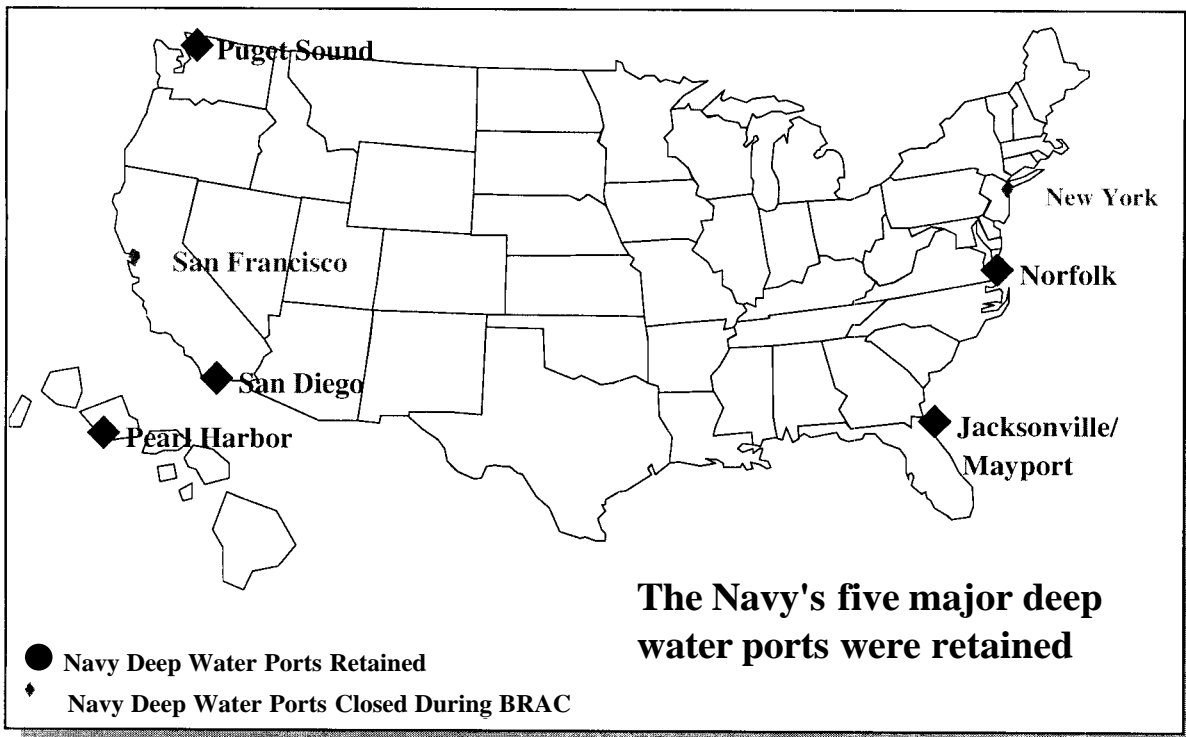 Puget Sound
New York
San Francisco
Norfolk
San Diego
Pearl Harbor
Jacksonville/
Mayport
The Navy's five major deep
water ports were retained
Navy Deep Water Ports Retained
Navy Deep Water Ports Closed During BRAC